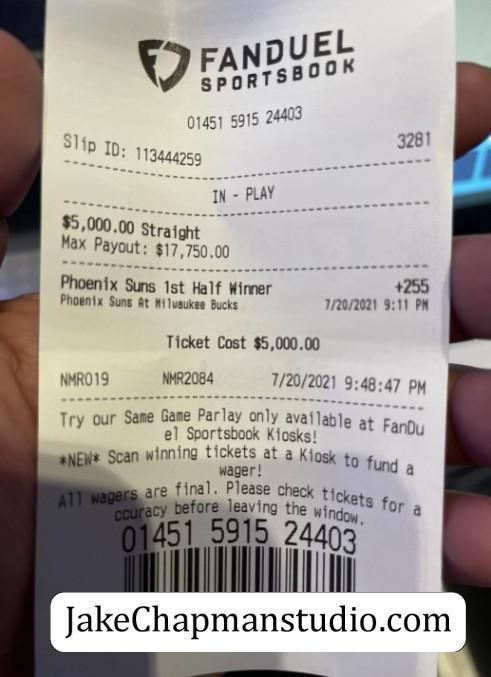 FANDUEL
SPORTSBOOK
01451 5915 24403
Slip ID: 113444259 3281
IN - PLAY
$5,000.00 Straight
Max Payout: $17,750.00
Phoenix Suns 1st Half Winner +255
Phoenix Suns At Milwaukee Bucks 7/20/2021 9:11 PM
Ticket Cost $5,000.00
NMR019 NMR2084 7/20/2021 9:48:47 PM
Try our Same Game Parlay only available at FanDu
el Sportsbook Kiosks!
*NEW* Scan winning tickets at a Kiosk to fund a
wager!
All wagers are final. Please check tickets for a
ccuracy before leaving the window.
01451 5915 24403
JakeChapmanstudio.com